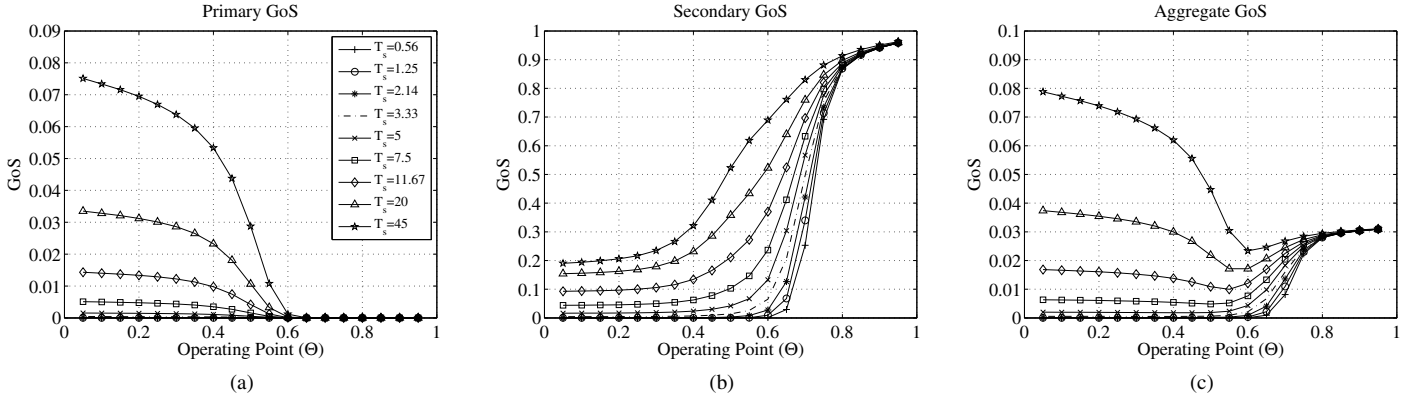 Primary GoS
0.09
0.08
0.07
0.06
0.05
0.04
0.03
0.02
0.01
0
GoS
T_s=0.56
T_s=1.25
T_s=2.14
T_s=3.33
T_s=5
T_s=7.5
T_s=11.67
T_s=20
T_s=45
0 0.2 0.4 0.6 0.8 1
Operating Point (Θ)
(a)
Secondary GoS
1
0.9
0.8
0.7
0.6
0.5
0.4
0.3
0.2
0.1
0
GoS
0 0.2 0.4 0.6 0.8 1
Operating Point (Θ)
(b)
Aggregate GoS
0.1
0.09
0.08
0.07
0.06
0.05
0.04
0.03
0.02
0.01
0
GoS
0 0.2 0.4 0.6 0.8 1
Operating Point (Θ)
(c)